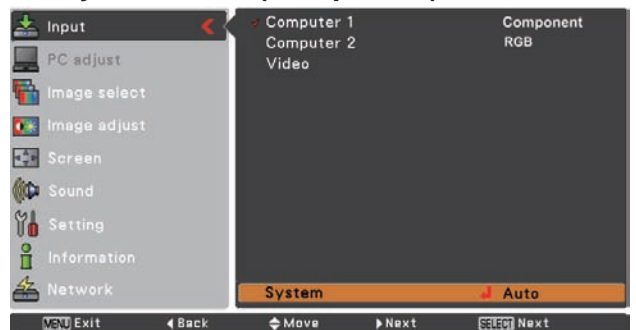 Input
PC adjust
Image select
Image adjust
Screen
Sound
Setting
Information
Network
Computer 1 Component
Computer 2 RGB
Video
System Auto
MENU Exit Back Move Next SELECT Next